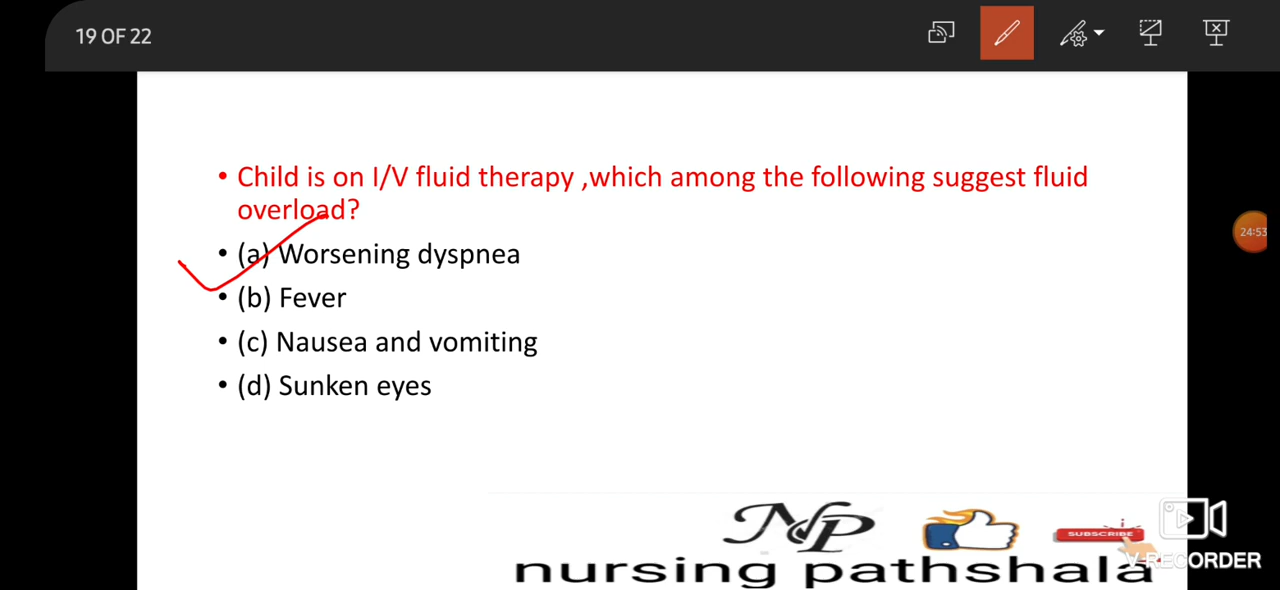 19 OF 22
• Child is on I/V fluid therapy ,which among the following suggest fluid
overload?
24:53
• (a) Worsening dyspnea
• (b) Fever
• (c) Nausea and vomiting
• (d) Sunken eyes
NP
SUBSCRIBE
V-RECORDER
nursing pathshala